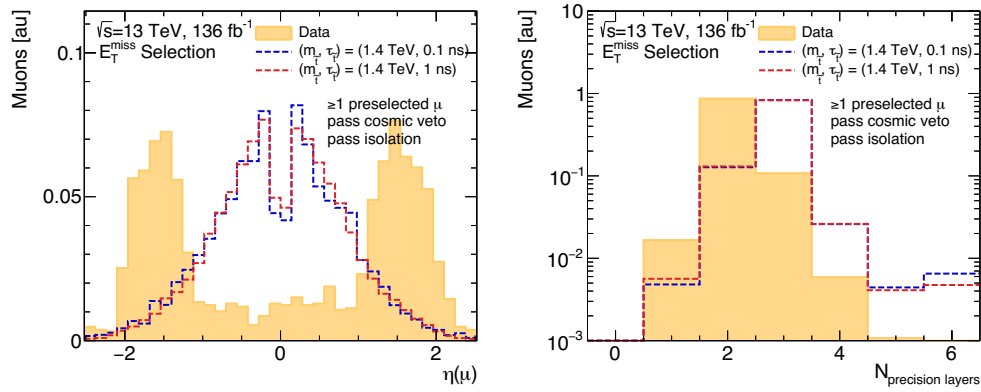 Muons [au]
√s=13 TeV, 136 fb⁻¹
E_T^miss Selection
Data
(m_t̃, τ_t̃) = (1.4 TeV, 0.1 ns)
(m_t̃, τ_t̃) = (1.4 TeV, 1 ns)
≥1 preselected μ
pass cosmic veto
pass isolation
0.1
0.05
0
−2 0 2
η(μ)
Muons [au]
√s=13 TeV, 136 fb⁻¹
E_T^miss Selection
Data
(m_t̃, τ_t̃) = (1.4 TeV, 0.1 ns)
(m_t̃, τ_t̃) = (1.4 TeV, 1 ns)
≥1 preselected μ
pass cosmic veto
pass isolation
10
1
10⁻¹
10⁻²
10⁻³
0 2 4 6
N_precision layers